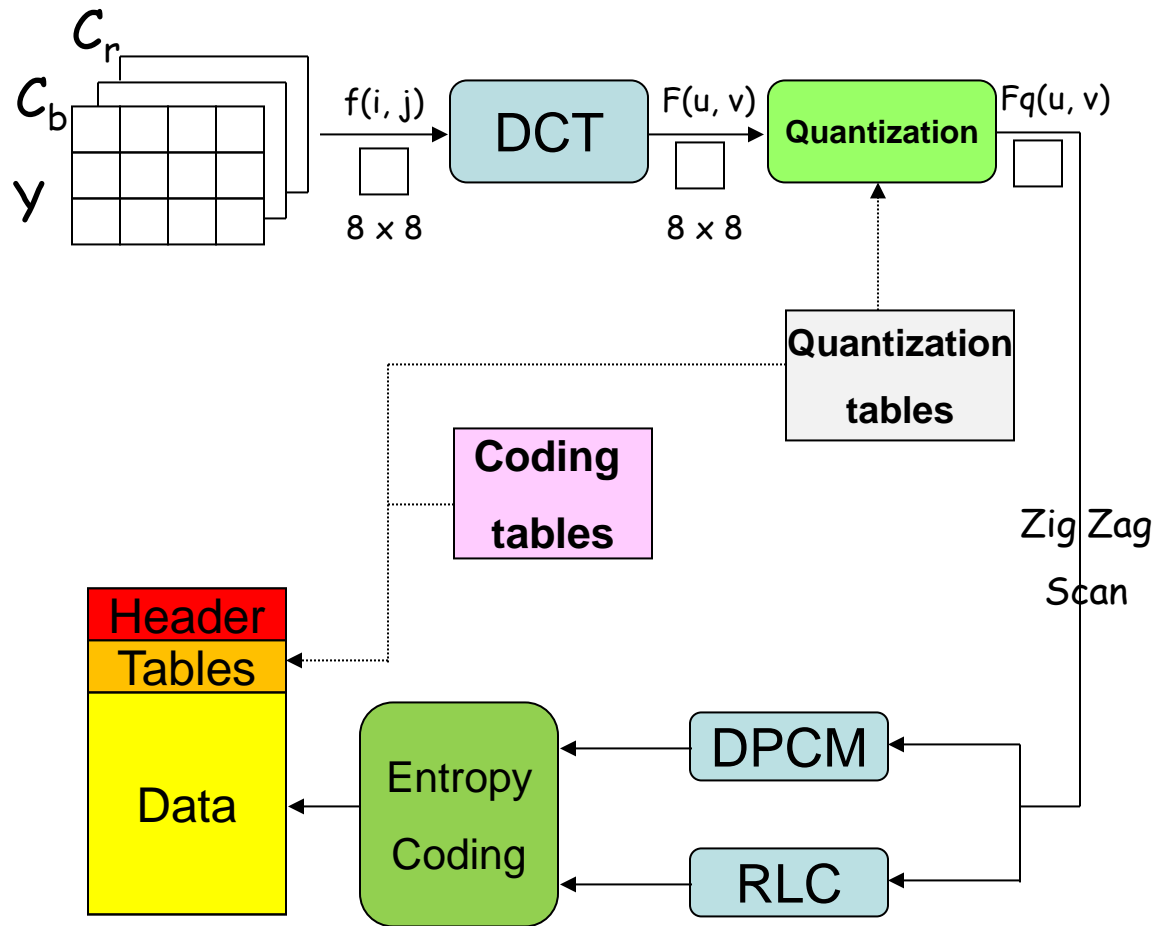 Cr
Cb
Y
f(i, j)
8 x 8
DCT
F(u, v)
8 x 8
Quantization
Fq(u, v)
Quantization
tables
Coding
tables
Zig Zag
Scan
Header
Tables
Data
Entropy
Coding
DPCM
RLC